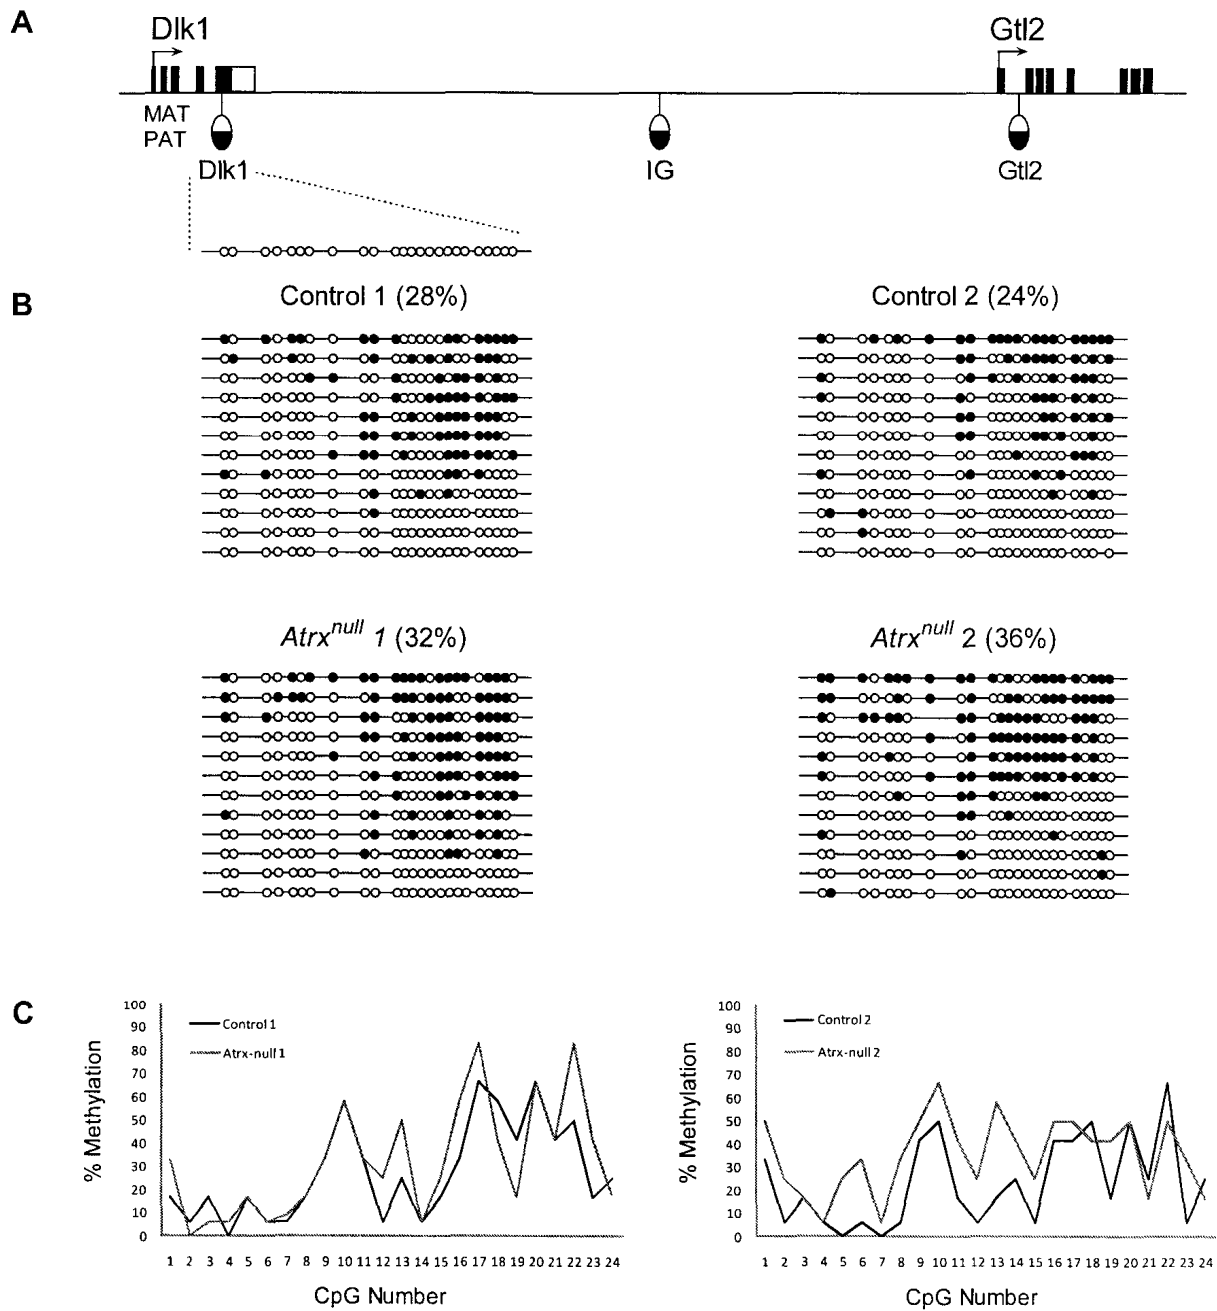 A
Dlk1
Gtl2
MAT
PAT
Dlk1
IG
Gtl2
B
Control 1 (28%)
Control 2 (24%)
Atrx^null 1 (32%)
Atrx^null 2 (36%)
C
100
90
80
70
60
50
40
30
20
10
0
% Methylation
Control 1
Atrx-null 1
1 2 3 4 5 6 7 8 9 10 11 12 13 14 15 16 17 18 19 20 21 22 23 24
CpG Number
100
90
80
70
60
50
40
30
20
10
0
% Methylation
Control 2
Atrx-null 2
1 2 3 4 5 6 7 8 9 10 11 12 13 14 15 16 17 18 19 20 21 22 23 24
CpG Number